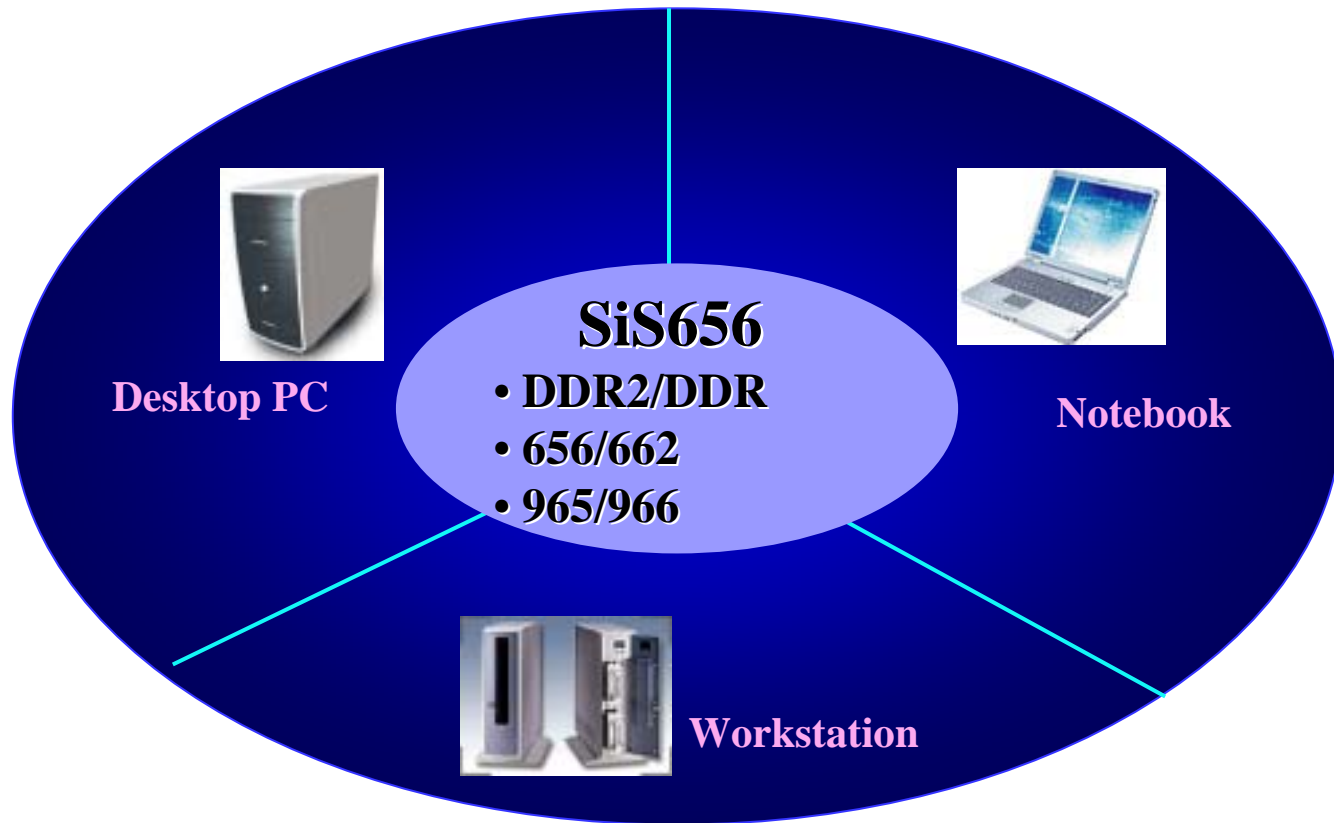 SiS656
• DDR2/DDR
• 656/662
• 965/966
Desktop PC
Notebook
Workstation